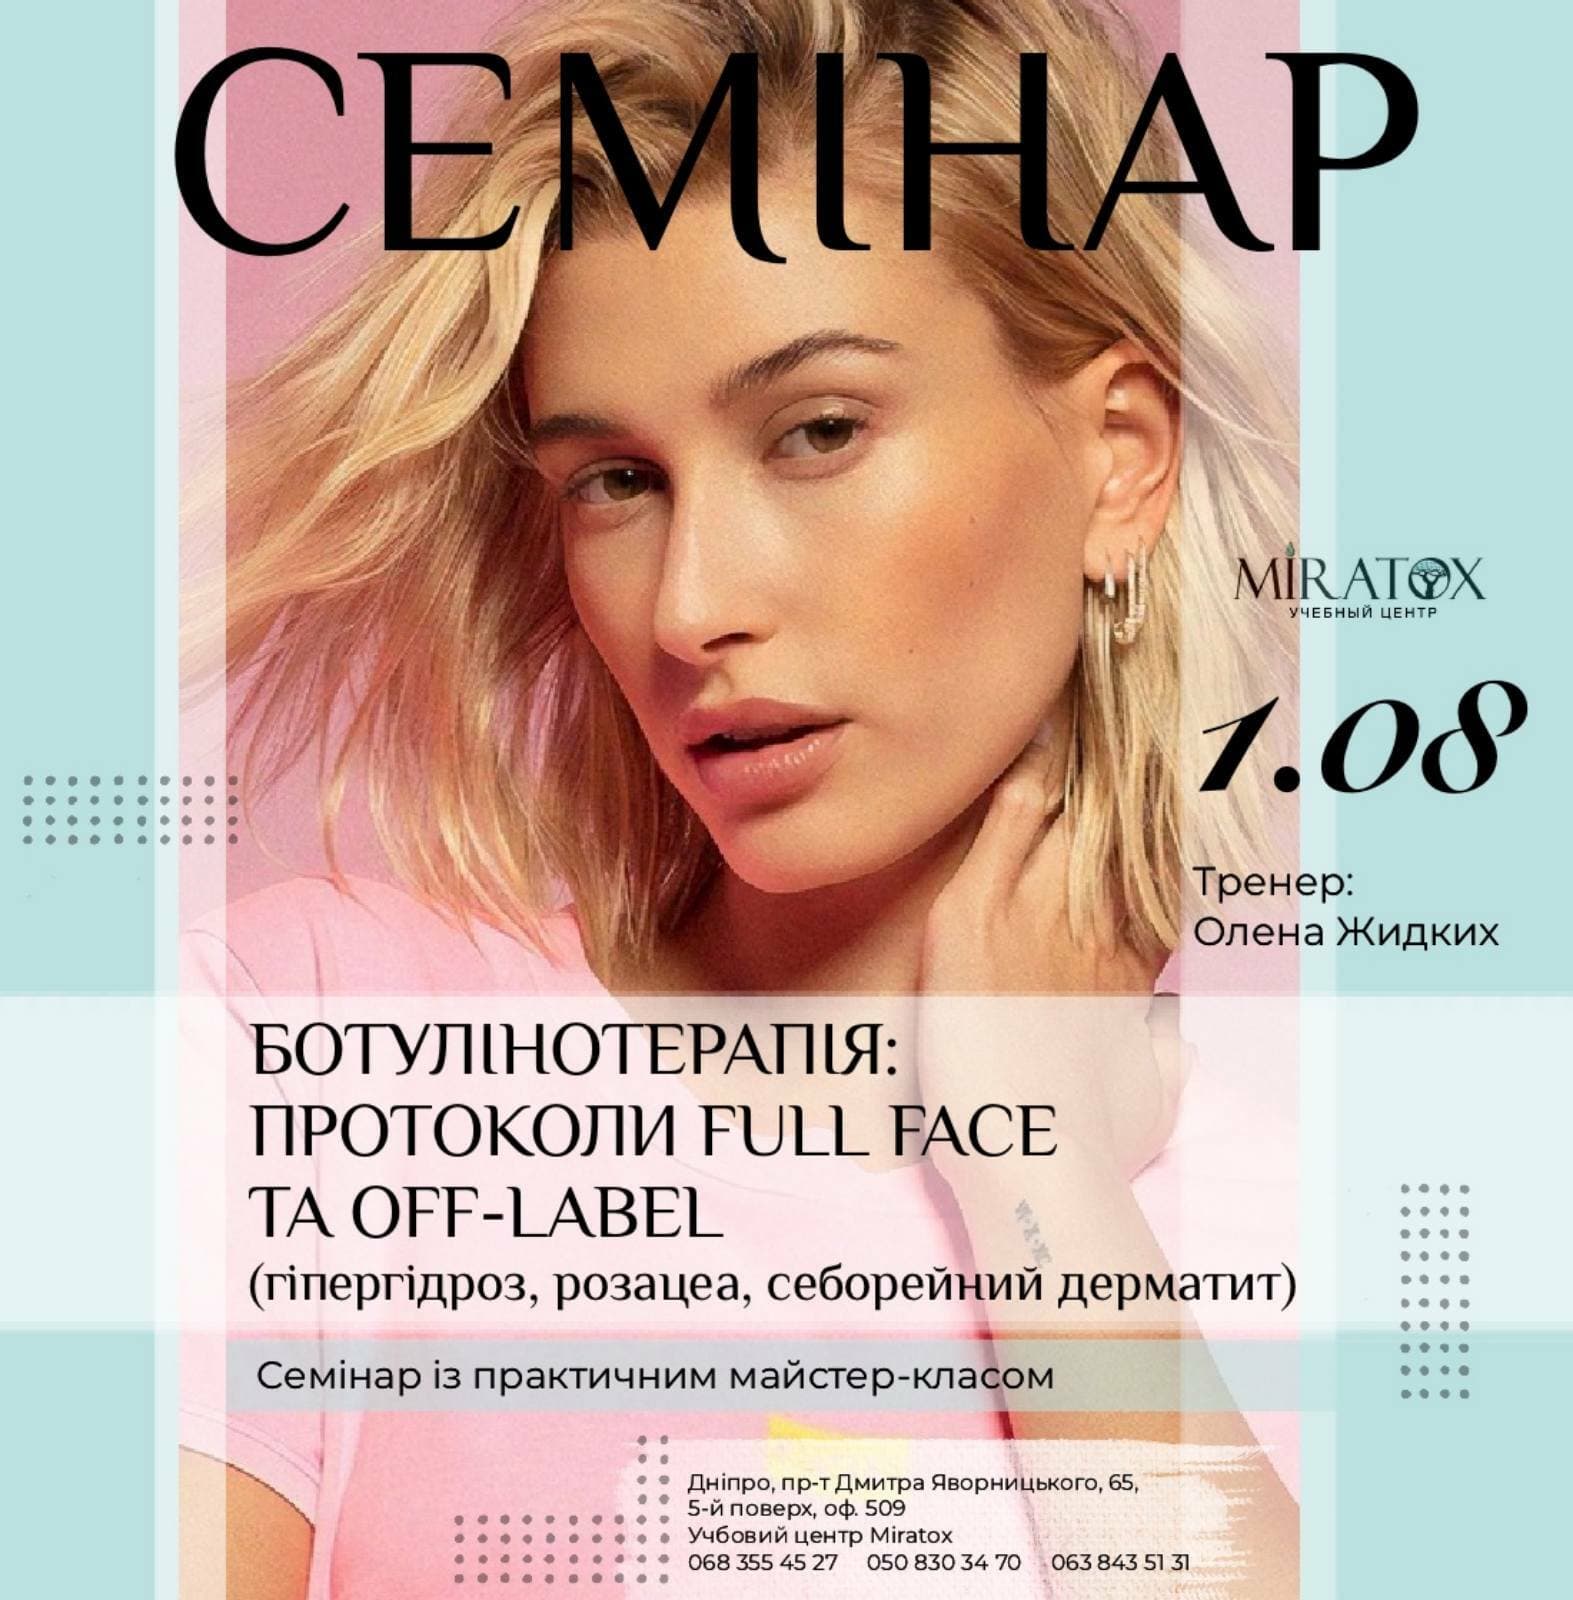 СЕМІНАР
MIRATOX
УЧЕБНЫЙ ЦЕНТР
1.08
Тренер:
Олена Жидких
БОТУЛІНОТЕРАПІЯ:
ПРОТОКОЛИ FULL FACE
ТА OFF-LABEL
(гіпергідроз, розацеа, себорейний дерматит)
Семінар із практичним майстер-класом
Дніпро, пр-т Дмитра Яворницького, 65,
5-й поверх, оф. 509
Учбовий центр Miratox
068 355 45 27 050 830 34 70 063 843 51 31